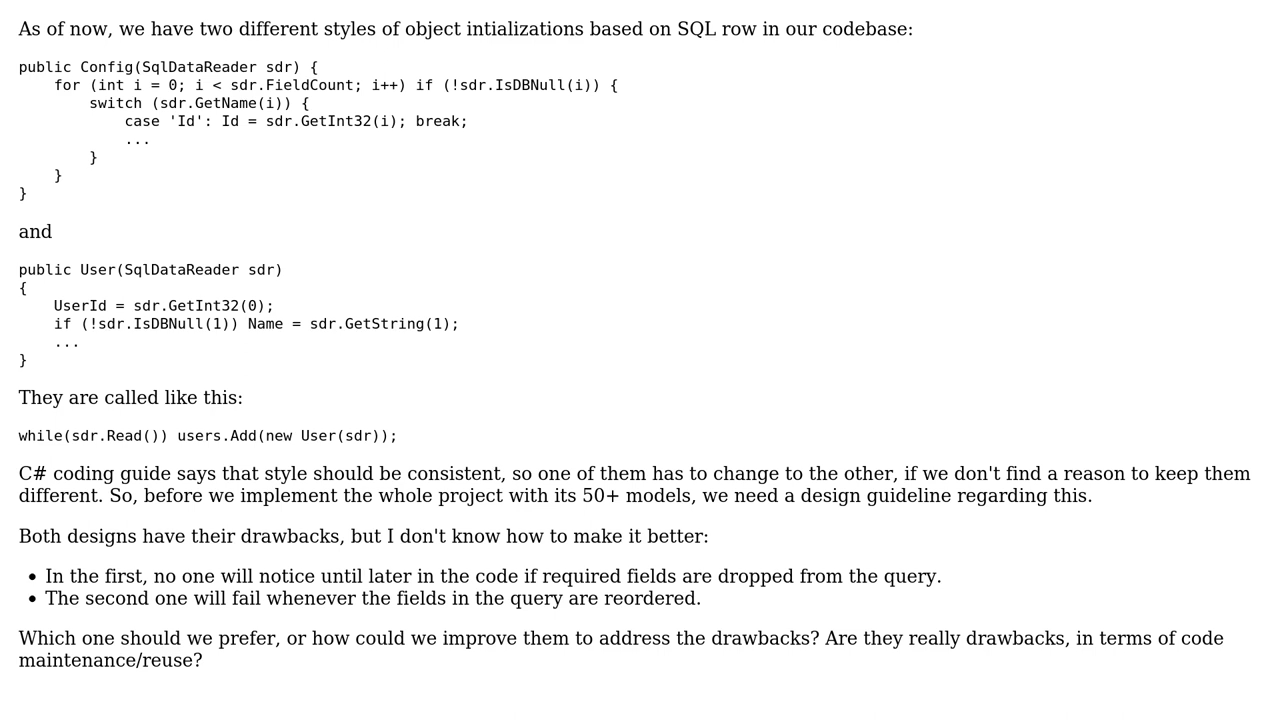 As of now, we have two different styles of object intializations based on SQL row in our codebase:
public Config(SqlDataReader sdr) {
    for (int i = 0; i < sdr.FieldCount; i++) if (!sdr.IsDBNull(i)) {
        switch (sdr.GetName(i)) {
            case 'Id': Id = sdr.GetInt32(i); break;
            ...
        }
    }
}
and
public User(SqlDataReader sdr)
{
    UserId = sdr.GetInt32(0);
    if (!sdr.IsDBNull(1)) Name = sdr.GetString(1);
    ...
}
They are called like this:
while(sdr.Read()) users.Add(new User(sdr));
C# coding guide says that style should be consistent, so one of them has to change to the other, if we don't find a reason to keep them
different. So, before we implement the whole project with its 50+ models, we need a design guideline regarding this.
Both designs have their drawbacks, but I don't know how to make it better:
• In the first, no one will notice until later in the code if required fields are dropped from the query.
• The second one will fail whenever the fields in the query are reordered.
Which one should we prefer, or how could we improve them to address the drawbacks? Are they really drawbacks, in terms of code
maintenance/reuse?